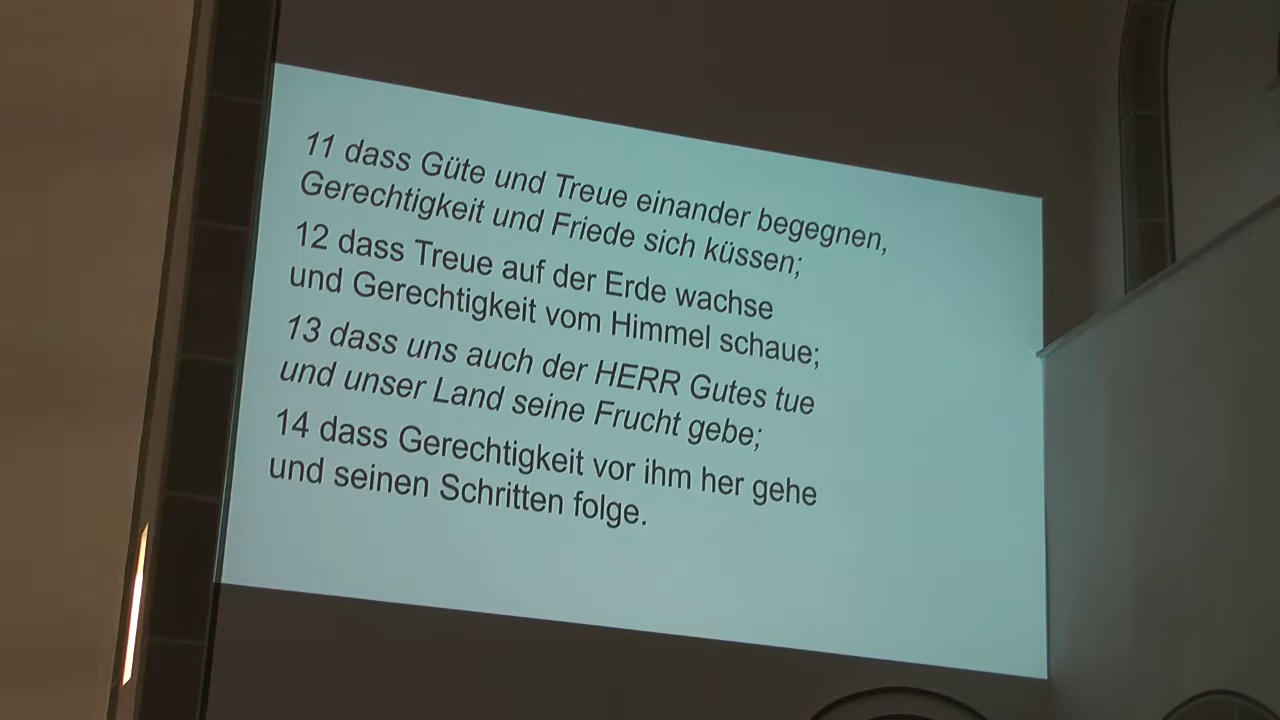 11 dass Güte und Treue einander begegnen,
Gerechtigkeit und Friede sich küssen;
12 dass Treue auf der Erde wachse
und Gerechtigkeit vom Himmel schaue;
13 dass uns auch der HERR Gutes tue
und unser Land seine Frucht gebe;
14 dass Gerechtigkeit vor ihm her gehe
und seinen Schritten folge.